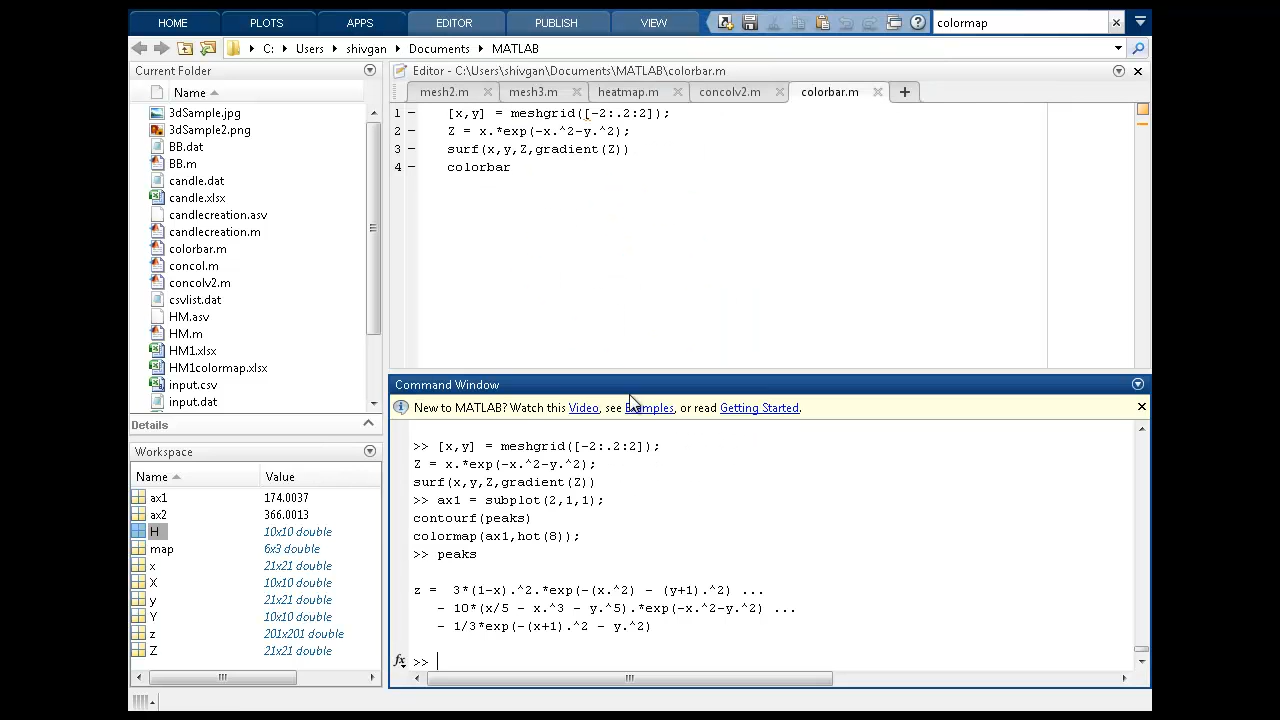 HOME PLOTS APPS EDITOR PUBLISH VIEW colormap
C: Users shivgan Documents MATLAB
Current Folder
Name
3dSample.jpg
3dSample2.png
BB.dat
BB.m
candle.dat
candle.xlsx
candlecreation.asv
candlecreation.m
colorbar.m
concol.m
concolv2.m
csvlist.dat
HM.asv
HM.m
HM1.xlsx
HM1colormap.xlsx
input.csv
input.dat
Details
Workspace
Name Value
ax1 174.0037
ax2 366.0013
H 10x10 double
map 6x3 double
x 21x21 double
X 10x10 double
y 21x21 double
Y 10x10 double
z 201x201 double
Z 21x21 double
Editor - C:\Users\shivgan\Documents\MATLAB\colorbar.m
mesh2.m mesh3.m heatmap.m concolv2.m colorbar.m
1 [x,y] = meshgrid([-2:.2:2]);
2 Z = x.*exp(-x.^2-y.^2);
3 surf(x,y,Z,gradient(Z))
4 colorbar
Command Window
New to MATLAB? Watch this Video, see Examples, or read Getting Started.
>> [x,y] = meshgrid([-2:.2:2]);
Z = x.*exp(-x.^2-y.^2);
surf(x,y,Z,gradient(Z))
>> ax1 = subplot(2,1,1);
contourf(peaks)
colormap(ax1,hot(8));
>> peaks
z =  3*(1-x).^2.*exp(-(x.^2) - (y+1).^2) ...
- 10*(x/5 - x.^3 - y.^5).*exp(-x.^2-y.^2) ...
- 1/3*exp(-(x+1).^2 - y.^2)
fx >>